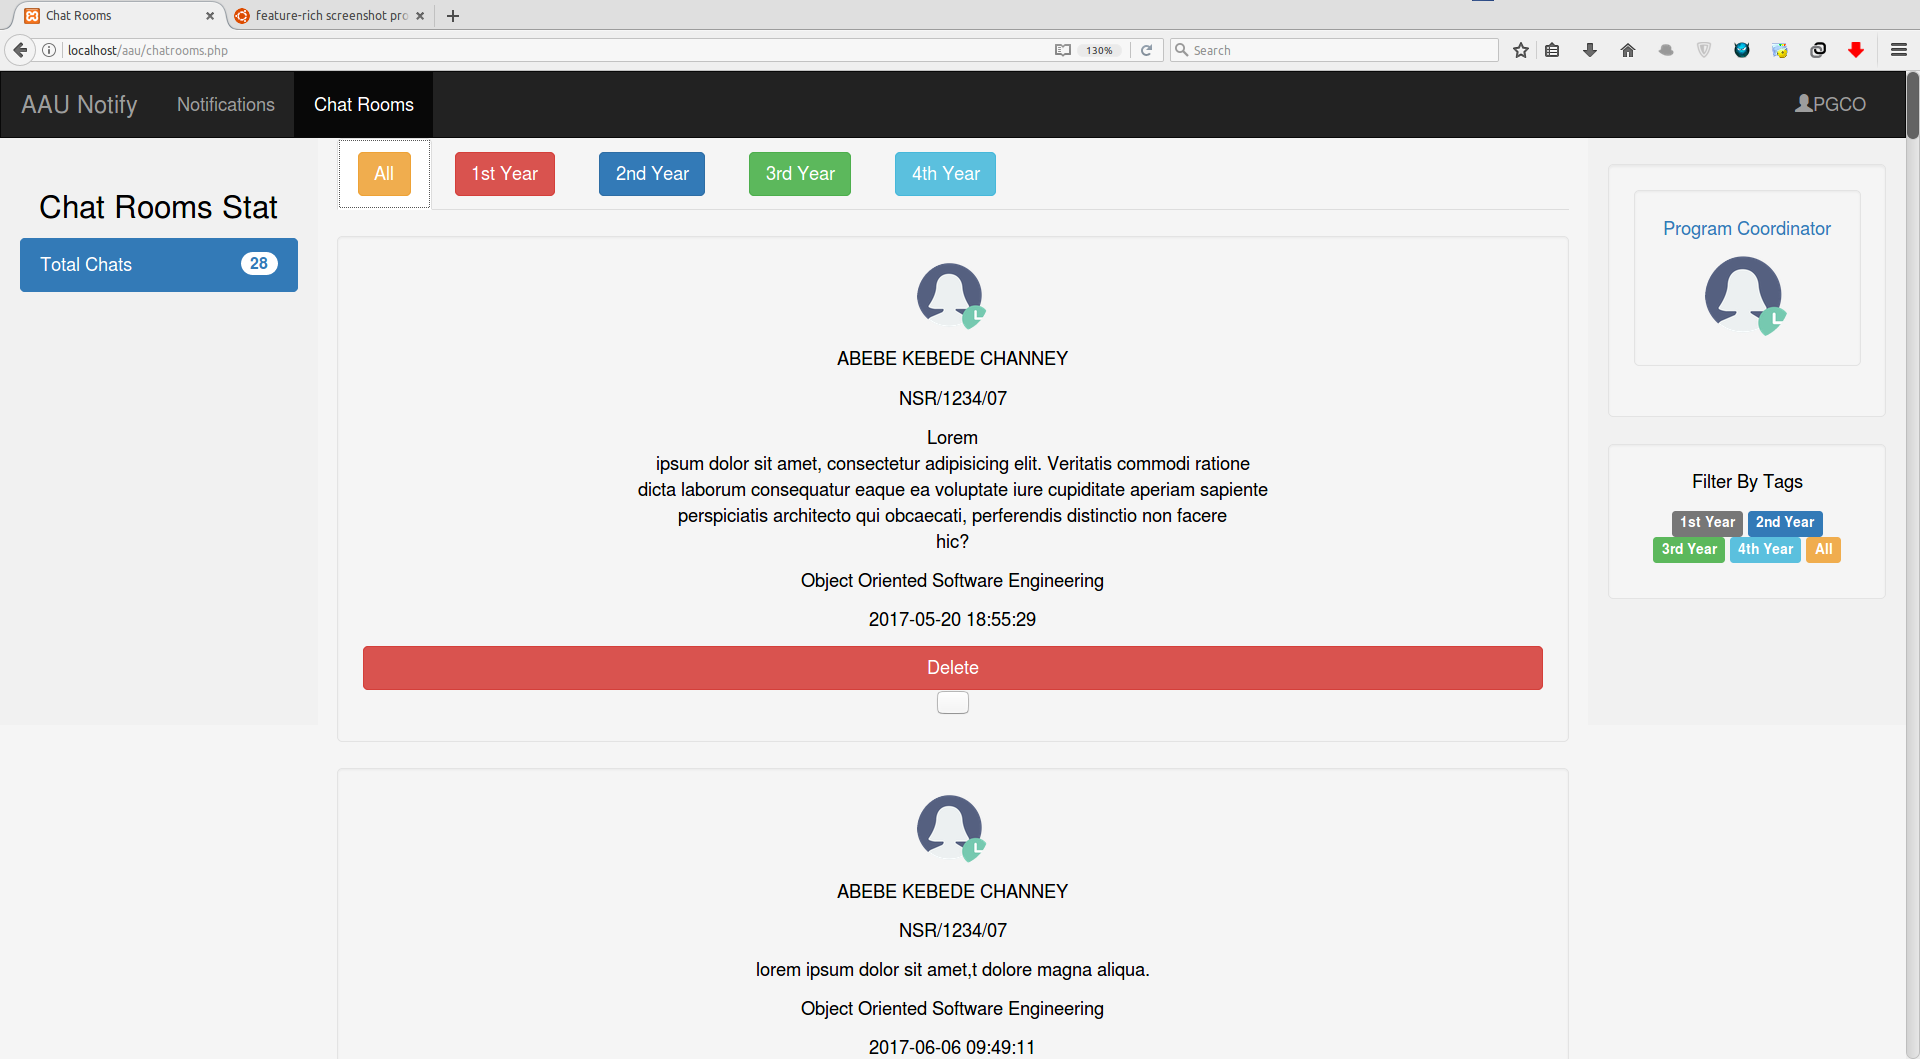 Chat Rooms
feature-rich screenshot pro
localhost/aau/chatrooms.php
130%
Search
AAU Notify
Notifications
Chat Rooms
PGCO
Chat Rooms Stat
Total Chats 28
All
1st Year
2nd Year
3rd Year
4th Year
ABEBE KEBEDE CHANNEY
NSR/1234/07
Lorem
ipsum dolor sit amet, consectetur adipisicing elit. Veritatis commodi ratione
dicta laborum consequatur eaque ea voluptate iure cupiditate aperiam sapiente
perspiciatis architecto qui obcaecati, perferendis distinctio non facere
hic?
Object Oriented Software Engineering
2017-05-20 18:55:29
Delete
ABEBE KEBEDE CHANNEY
NSR/1234/07
lorem ipsum dolor sit amet,t dolore magna aliqua.
Object Oriented Software Engineering
2017-06-06 09:49:11
Program Coordinator
Filter By Tags
1st Year 2nd Year
3rd Year 4th Year All